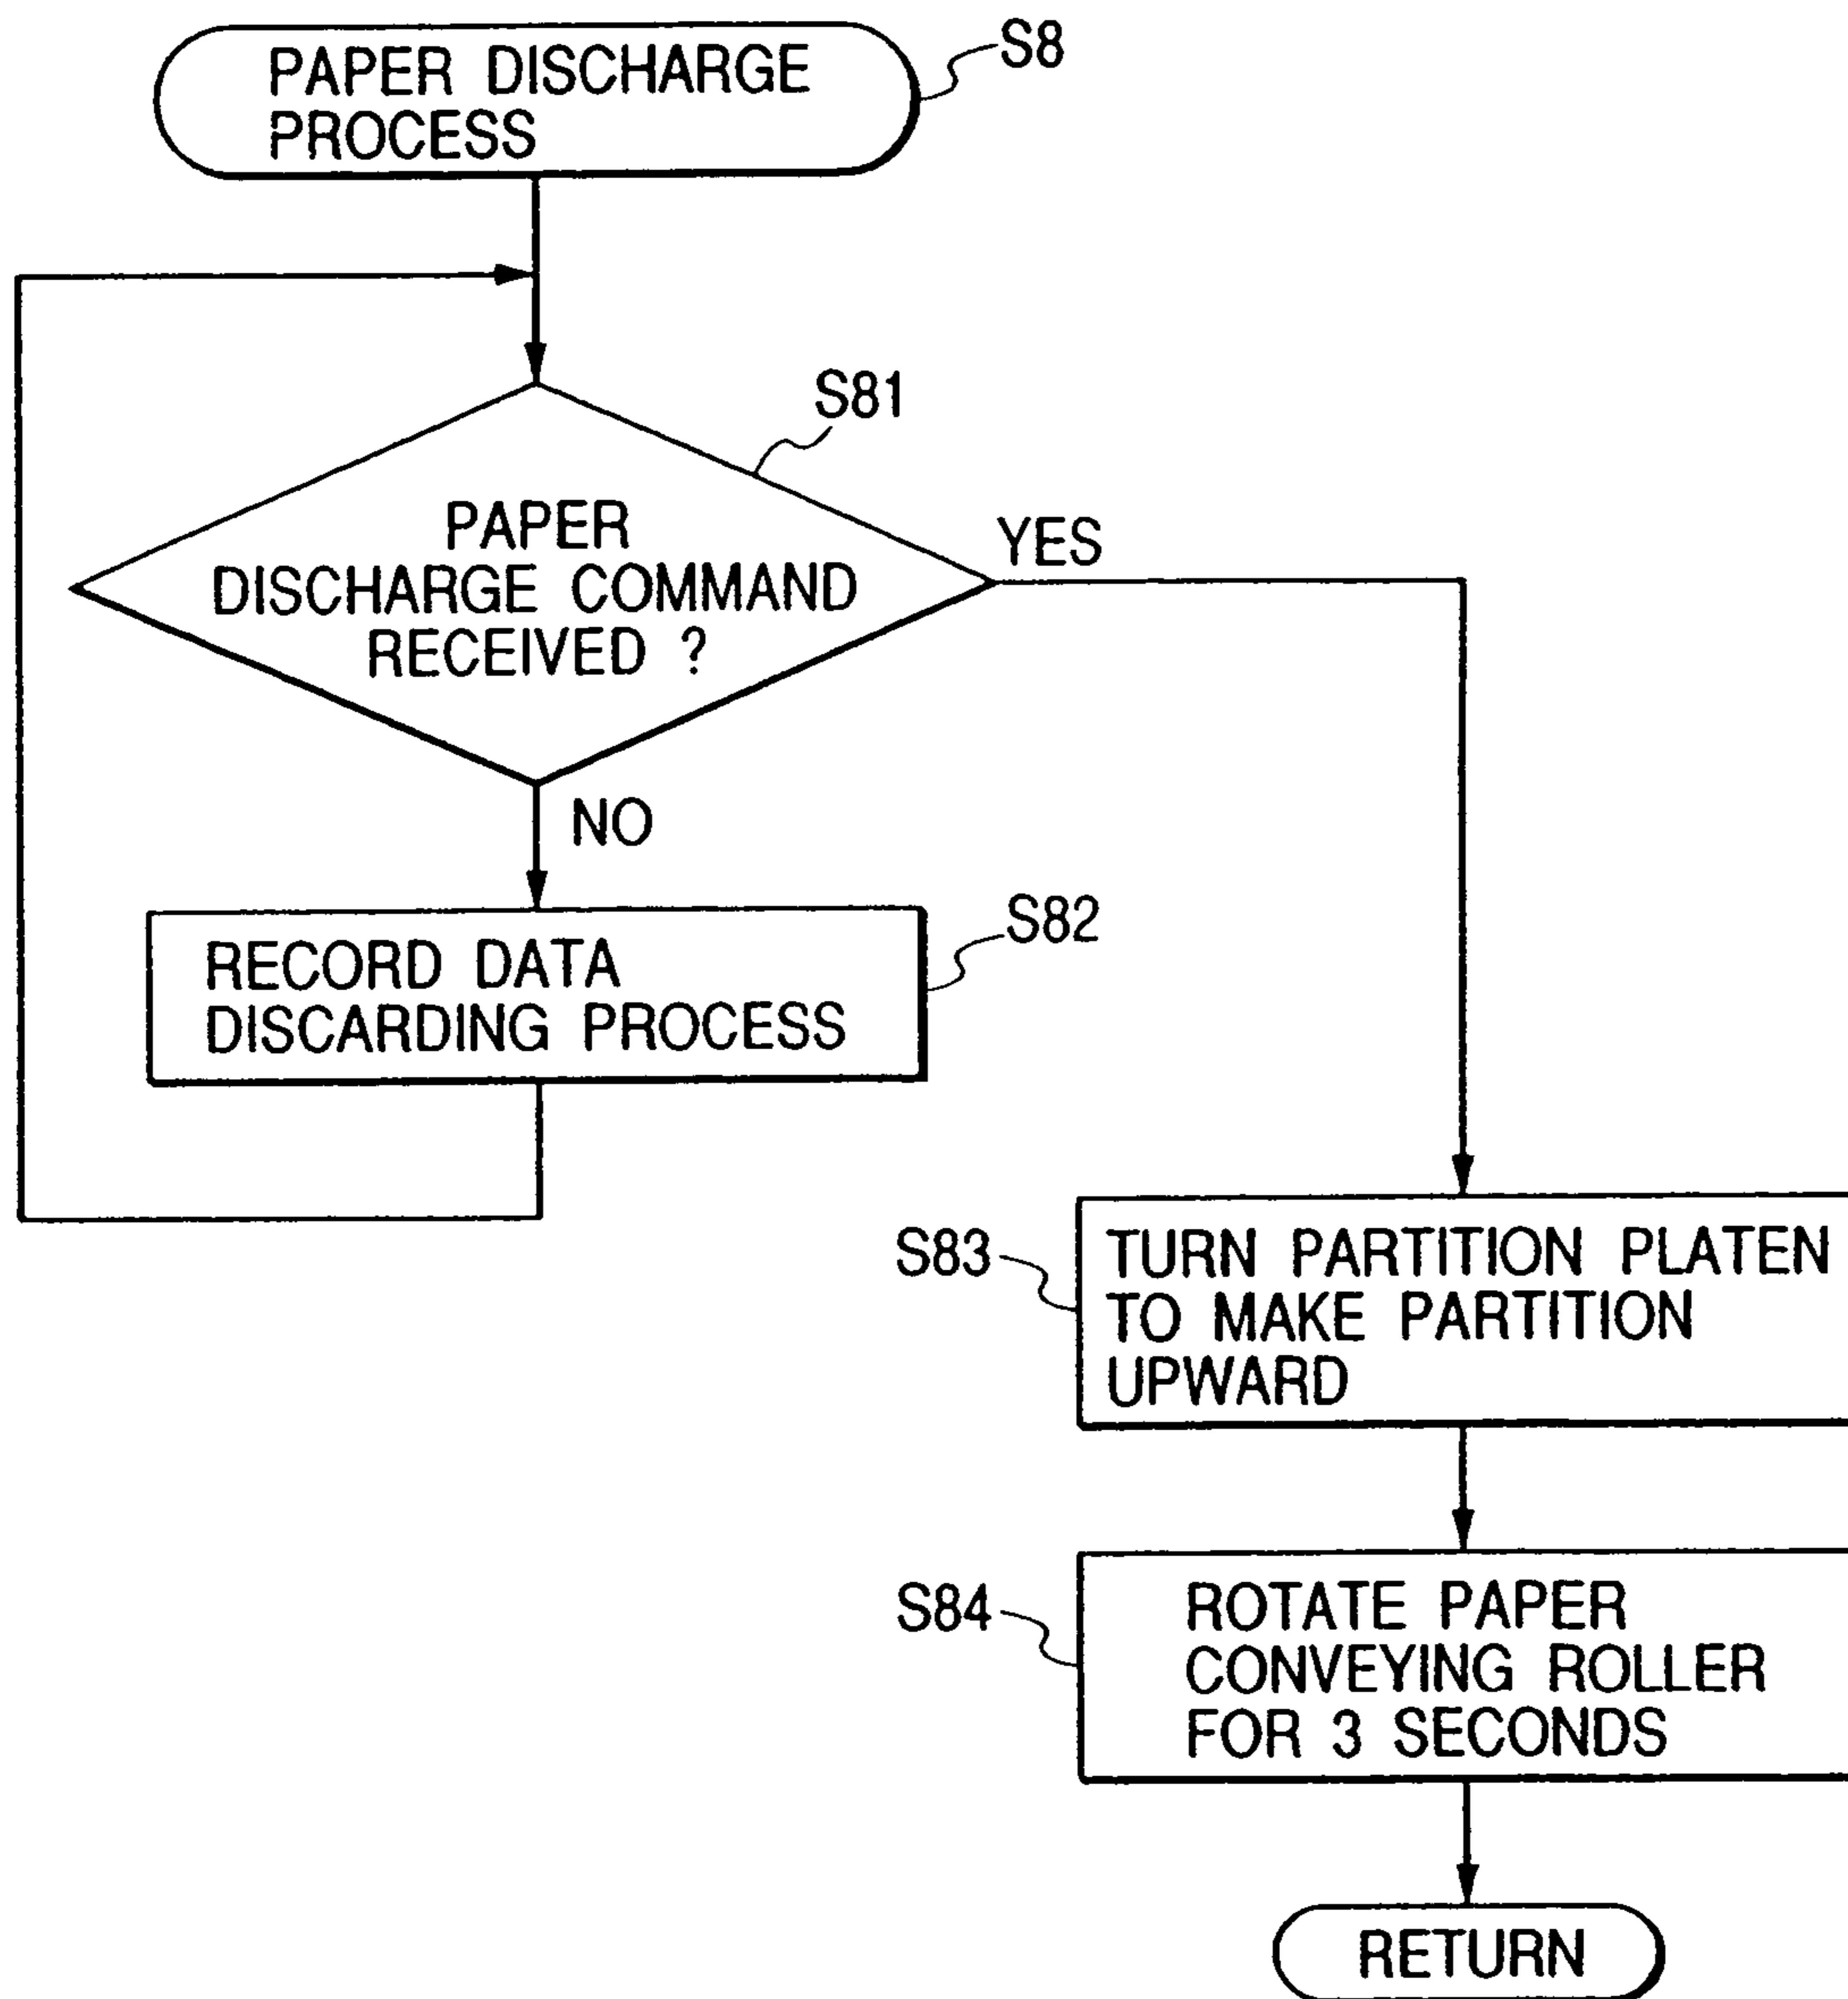 PAPER DISCHARGE
PROCESS
S8
S81
PAPER
DISCHARGE COMMAND
RECEIVED ?
YES
NO
S82
RECORD DATA
DISCARDING PROCESS
S83
TURN PARTITION PLATEN
TO MAKE PARTITION
UPWARD
S84
ROTATE PAPER
CONVEYING ROLLER
FOR 3 SECONDS
RETURN